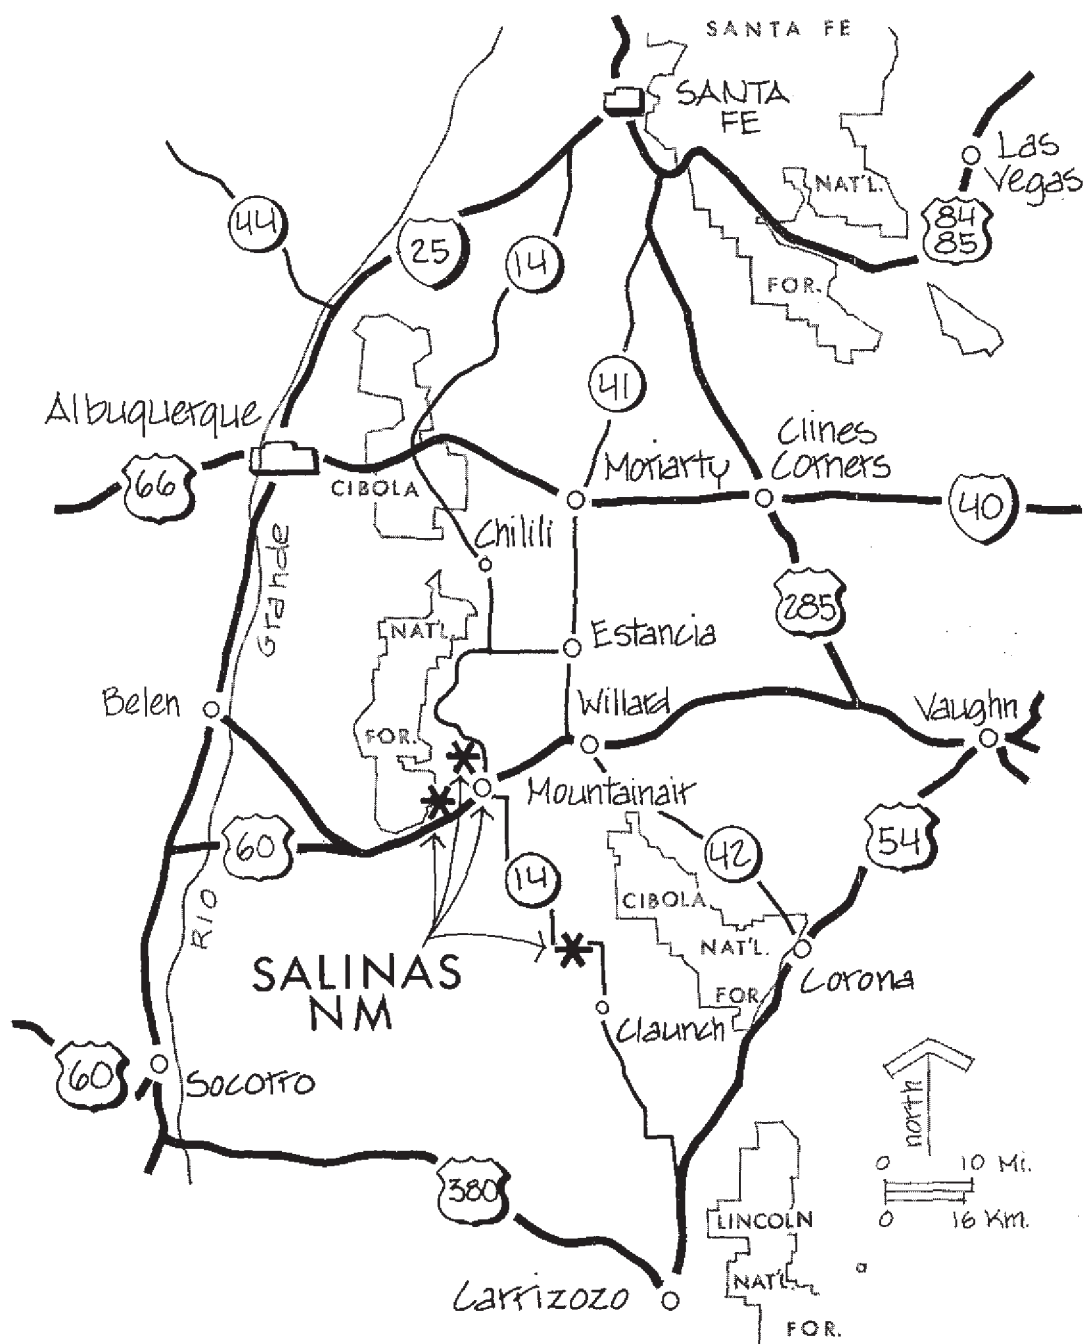 SANTA FE
SANTA
FE
Las
Vegas
NAT'L.
44
84
85
25
14
FOR.
41
Albuquerque
Clines
Corners
Moriarty
66
CIBOLA
40
Chilili
Grande
285
NAT'L.
Estancia
Belen
Willard
Vaughn
FOR.
Mountainair
60
54
42
14
CIBOLA
RIO
NAT'L.
SALINAS
NM
FOR.
Corona
Claunch
60
Socorro
north
0 10 Mi.
0 16 Km.
380
LINCOLN
NAT'L.
Carrizozo
FOR.